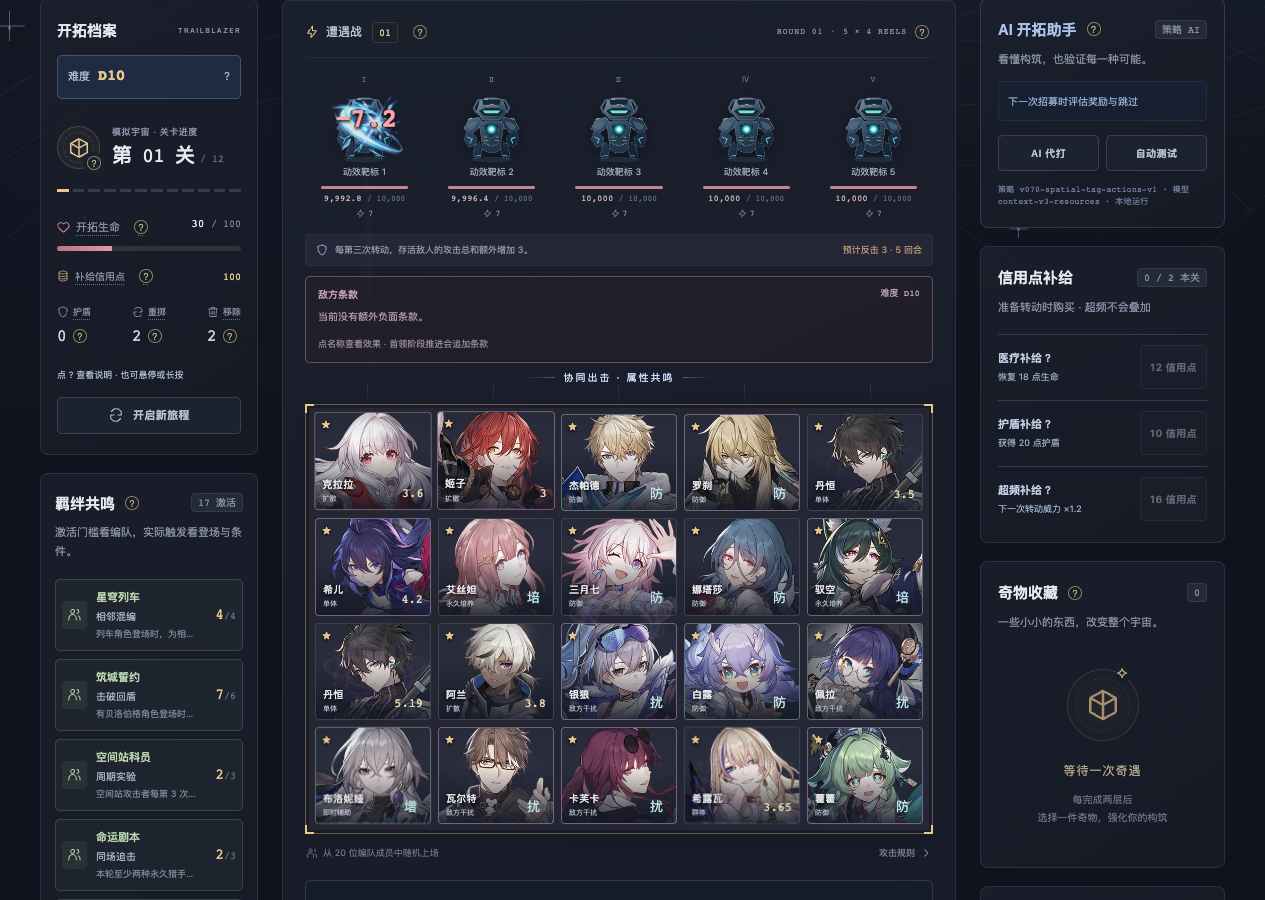 开拓档案
TRAILBLAZER
难度 D10
?
模拟宇宙 · 关卡进度
第 01 关 / 12
?
开拓生命 ?
30 / 100
补给信用点 ?
100
护盾
重掷
移除
0 ?
2 ?
2 ?
点 ? 查看说明 · 也可悬停或长按
开启新旅程
羁绊共鸣 ?
17 激活
激活门槛看编队，实际触发看登场与条
件。
星穹列车
相邻混编
4/4
列车角色登场时，为相...
筑城誓约
击破回盾
7/6
有贝洛伯格角色登场时...
空间站科员
周期实验
2/3
空间站攻击者每第 3 次...
命运剧本
同场追击
2/3
本轮至少两种永久猎手...
遭遇战 01 ?
ROUND 01 · 5 × 4 REELS ?
I
II
III
IV
V
-7.2
动效靶标 1
动效靶标 2
动效靶标 3
动效靶标 4
动效靶标 5
9,992.8 / 10,000
9,996.4 / 10,000
10,000 / 10,000
10,000 / 10,000
10,000 / 10,000
7
7
7
7
7
每第三次转动，存活敌人的攻击总和额外增加 3。
预计反击 3 · 5 回合
敌方条款
难度 D10
当前没有额外负面条款。
点名称查看效果 · 首领阶段推进会追加条款
协同出击 · 属性共鸣
克拉拉
扩散
3.6
姬子
扩散
3
杰帕德
防御
防
罗刹
防御
防
丹恒
单体
3.5
希儿
单体
4.2
艾丝妲
永久培养
培
三月七
防御
防
娜塔莎
防御
防
驭空
永久培养
培
丹恒
单体
5.19
阿兰
扩散
3.8
银狼
敌方干扰
扰
白露
防御
防
佩拉
敌方干扰
扰
布洛妮娅
即时辅助
增
瓦尔特
敌方干扰
扰
卡芙卡
敌方干扰
扰
希露瓦
群体
3.65
藿藿
防御
防
从 20 位编队成员中随机上场
攻击规则
AI 开拓助手 ?
策略 AI
看懂构筑，也验证每一种可能。
下一次招募时评估奖励与跳过
AI 代打
自动测试
策略 v070-spatial-tag-actions-v1 · 模型
context-v3-resources · 本地运行
信用点补给
0 / 2 本关
准备转动时购买 · 超频不会叠加
医疗补给 ?
恢复 18 点生命
12 信用点
护盾补给 ?
获得 20 点护盾
10 信用点
超频补给 ?
下一次转动威力 ×1.2
16 信用点
奇物收藏 ?
0
一些小小的东西，改变整个宇宙。
等待一次奇遇
每完成两层后
选择一件奇物，强化你的构筑